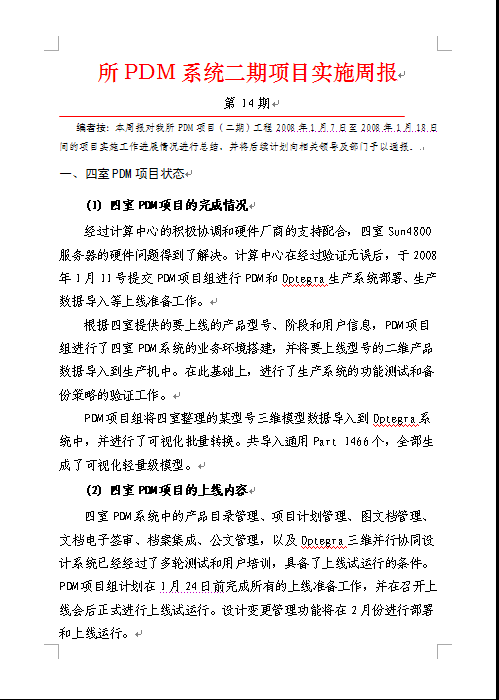 所 PDM 系统二期项目实施周报
第 14 期
编者按：本周报对我所 PDM 项目（二期）工程 2008 年 1 月 7 日至 2008 年 1 月 18 日
间的项目实施工作进展情况进行总结，并将后续计划向相关领导及部门予以通报。
一、四室 PDM 项目状态
(1) 四室 PDM项目的完成情况
经过计算中心的积极协调和硬件厂商的支持配合，四室 Sun4800
服务器的硬件问题得到了解决。计算中心在经过验证无误后，于 2008
年 1 月 11 号提交 PDM项目组进行 PDM和 Optegra 生产系统部署、生产
数据导入等上线准备工作。
根据四室提供的要上线的产品型号、阶段和用户信息，PDM项目
组进行了四室 PDM 系统的业务环境搭建，并将要上线型号的二维产品
数据导入到生产机中。在此基础上，进行了生产系统的功能测试和备
份策略的验证工作。
PDM项目组将四室整理的某型号三维模型数据导入到 Optegra 系
统中，并进行了可视化批量转换。共导入通用 Part 1466 个，全部生
成了可视化轻量级模型。
(2) 四室 PDM项目的上线内容
四室 PDM 系统中的产品目录管理、项目计划管理、图文档管理、
文档电子签审、档案集成、公文管理，以及 Optegra 三维并行协同设
计系统已经经过了多轮测试和用户培训，具备了上线试运行的条件。
PDM项目组计划在 1 月 24 日前完成所有的上线准备工作，并在召开上
线会后正式进行上线试运行。设计变更管理功能将在 2 月份进行部署
和上线运行。